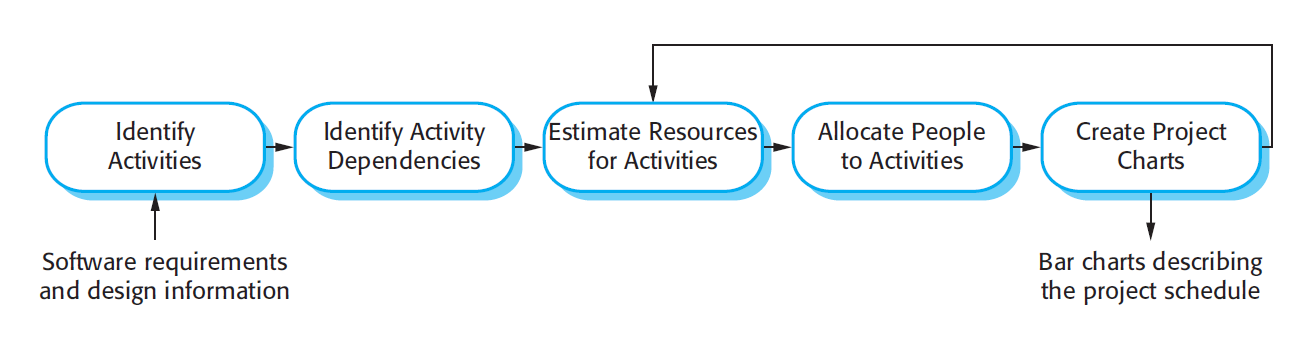 Identify
Activities
Identify Activity
Dependencies
Estimate Resources
for Activities
Allocate People
to Activities
Create Project
Charts
Software requirements
and design information
Bar charts describing
the project schedule